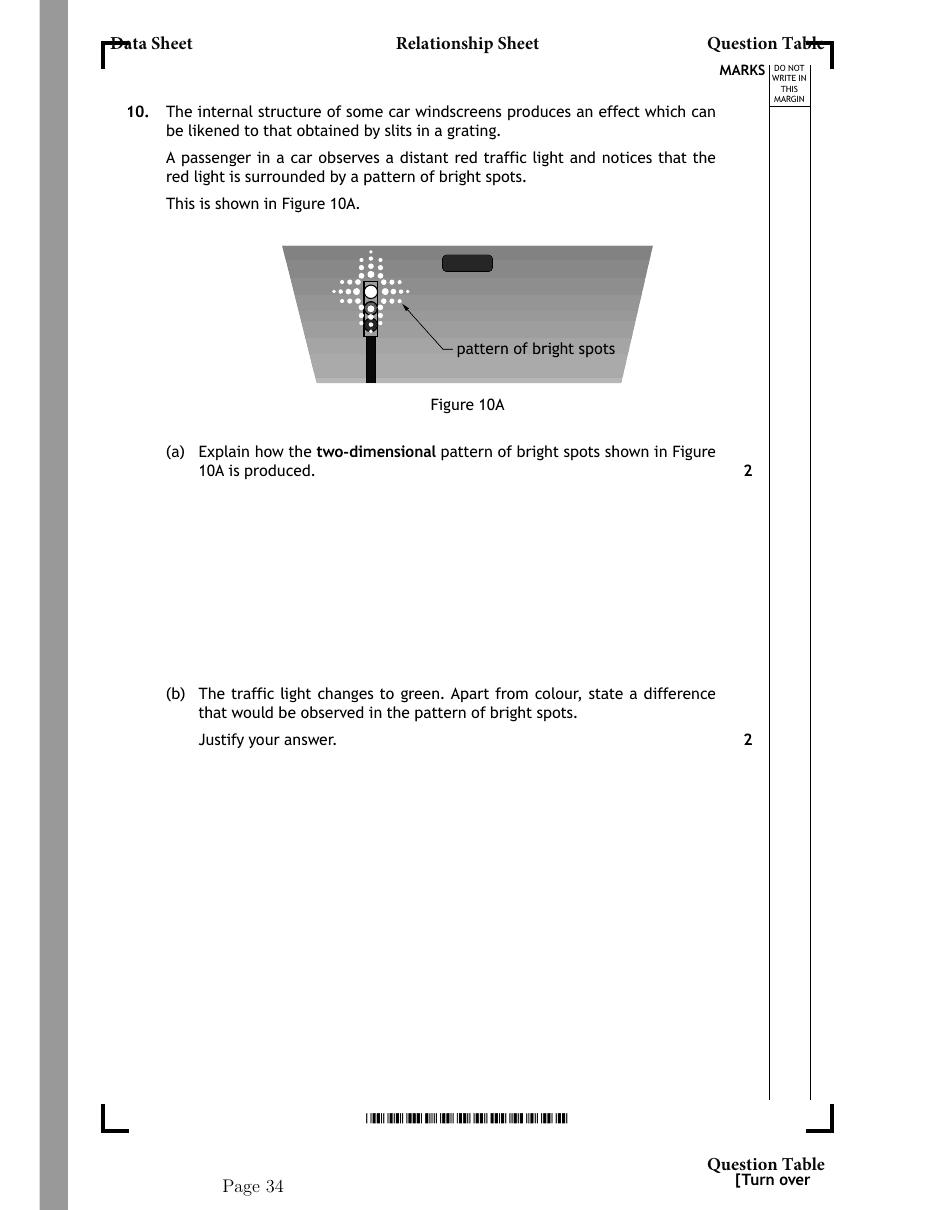 Data Sheet Relationship Sheet Question Table
MARKS
DO NOT
WRITE IN
THIS
MARGIN
10. The internal structure of some car windscreens produces an effect which can
be likened to that obtained by slits in a grating.
A passenger in a car observes a distant red traffic light and notices that the
red light is surrounded by a pattern of bright spots.
This is shown in Figure 10A.
pattern of bright spots
Figure 10A
(a) Explain how the two-dimensional pattern of bright spots shown in Figure
10A is produced. 2
(b) The traffic light changes to green. Apart from colour, state a difference
that would be observed in the pattern of bright spots.
Justify your answer. 2
Question Table
[Turn over
Page 34